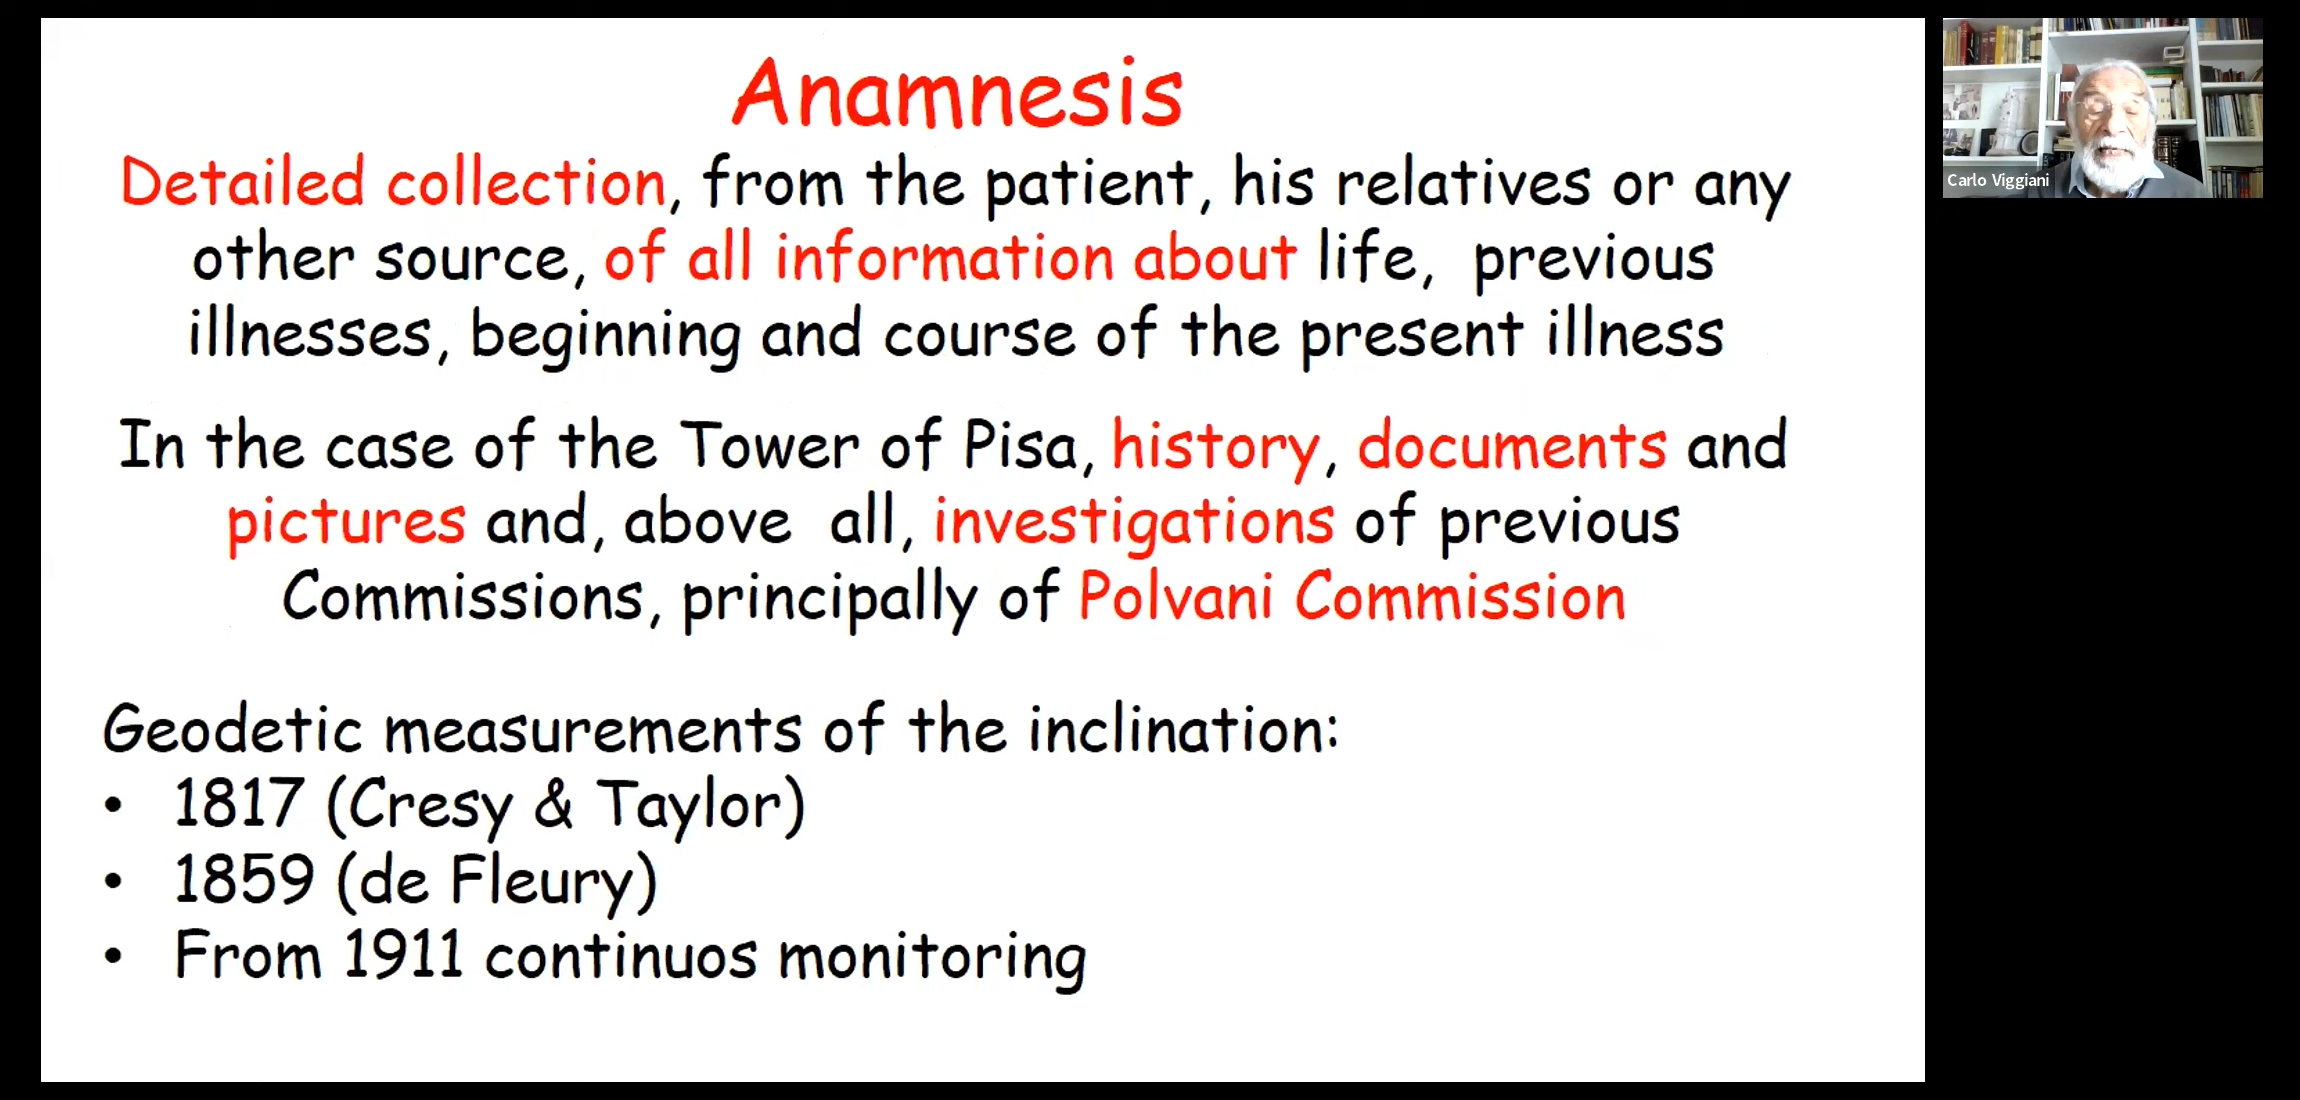 Anamnesis
Detailed collection, from the patient, his relatives or any
other source, of all information about life, previous
illnesses, beginning and course of the present illness
In the case of the Tower of Pisa, history, documents and
pictures and, above all, investigations of previous
Commissions, principally of Polvani Commission
Geodetic measurements of the inclination:
• 1817 (Cresy & Taylor)
• 1859 (de Fleury)
• From 1911 continuos monitoring
Carlo Viggiani